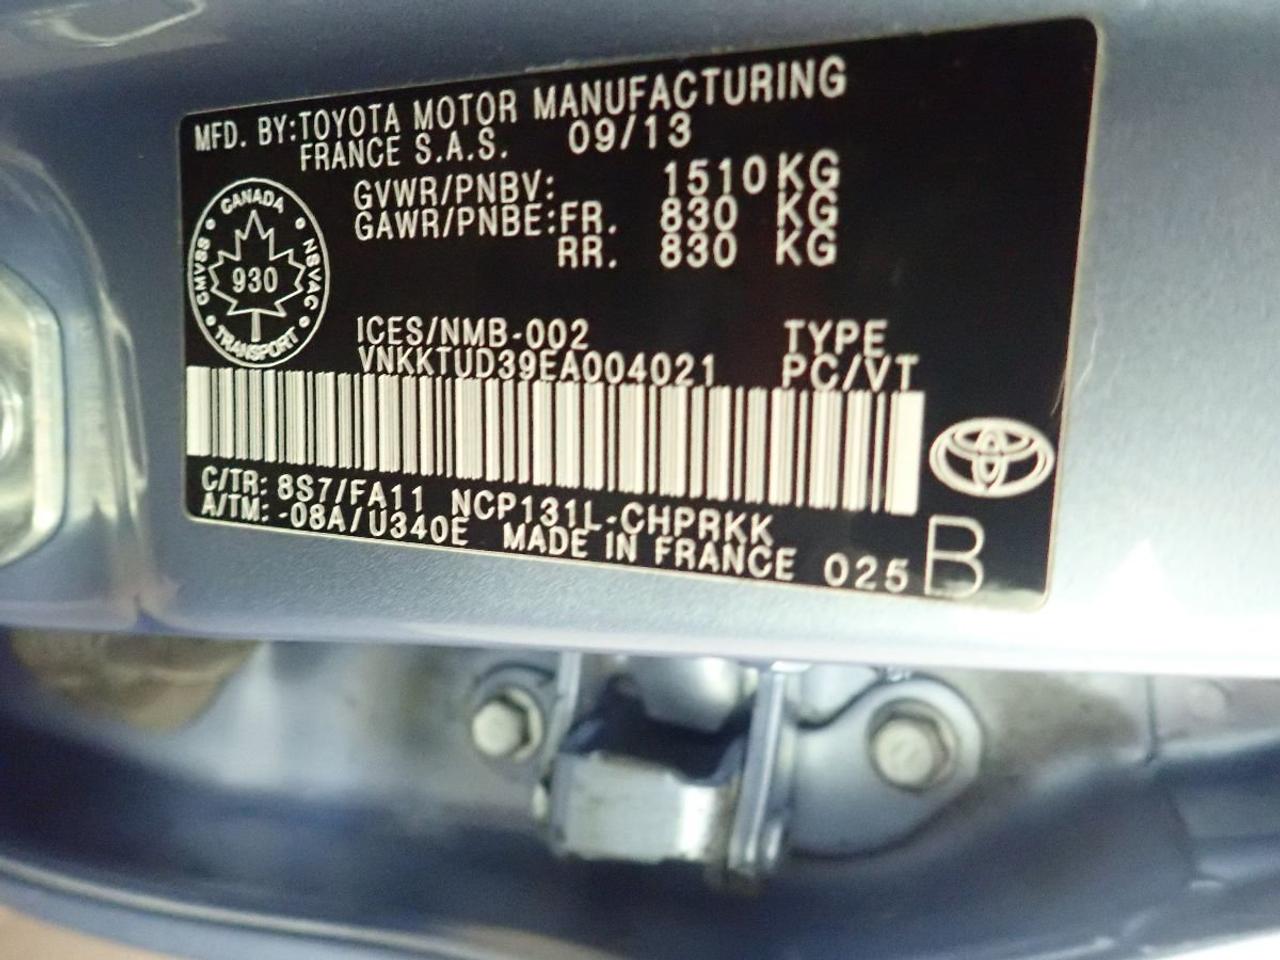 MFD. BY:TOYOTA MOTOR MANUFACTURING
FRANCE S.A.S. 09/13
GVWR/PNBV: 1510 KG
GAWR/PNBE:FR. 830 KG
RR. 830 KG
CANADA
CMVSS
930
NSVAC
TRANSPORT
ICES/NMB-002 TYPE
VNKKTUD39EA004021 PC/VT
C/TR: 8S7/FA11 NCP131L-CHPRKK
A/TM: -08A/U340E MADE IN FRANCE 025 B